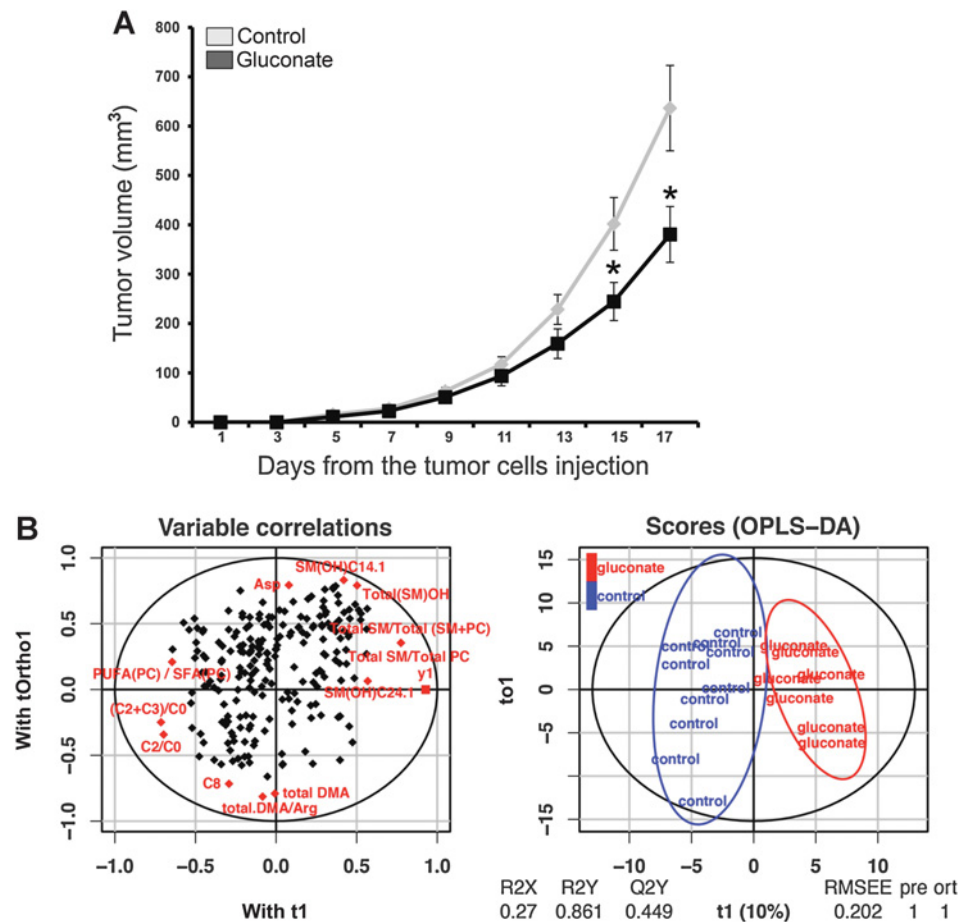 A
Control
Gluconate
Tumor volume (mm³)
800
700
600
500
400
300
200
100
0
*
*
1 3 5 7 9 11 13 15 17
Days from the tumor cells injection
B
Variable correlations
With tOrtho1
1.0
0.5
0.0
−0.5
−1.0
SM(OH)C14.1
Asp
Total(SM)OH
Total SM/Total (SM+PC)
Total SM/Total PC
PUFA(PC) / SFA(PC)
y1
SM(OH)C24.1
(C2+C3)/C0
C2/C0
C8
total DMA
total.DMA/Arg
−1.0 −0.5 0.0 0.5 1.0
With t1
Scores (OPLS−DA)
to1
15
10
5
0
−5
−15
gluconate
control
control
control gluconate
control control gluconate
control gluconate
gluconate
control
control gluconate
control gluconate
gluconate
control
control
−10 −5 0 5 10
R2X R2Y Q2Y RMSEE pre ort
0.27 0.861 0.449 t1 (10%) 0.202 1 1